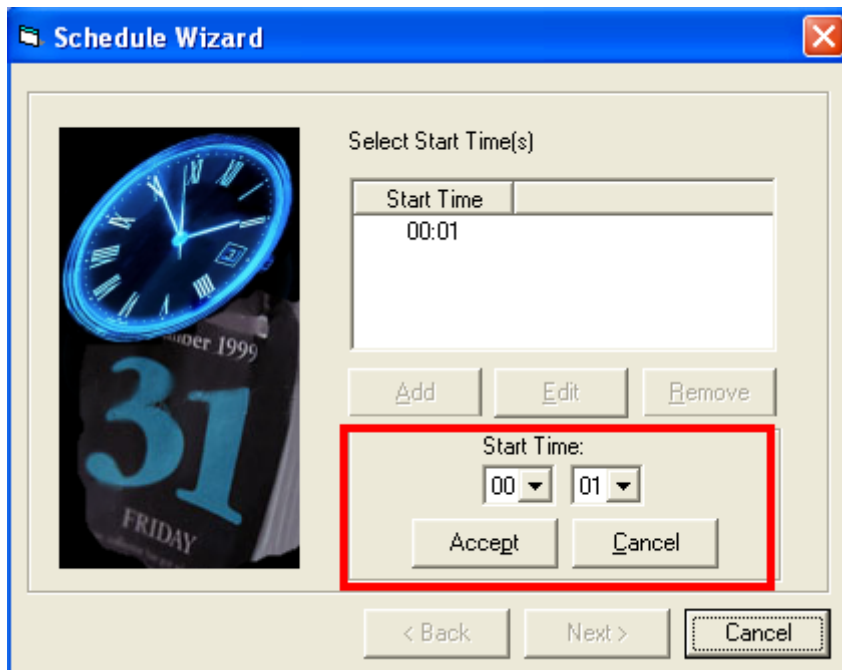 Schedule Wizard
Select Start Time(s)
Start Time
00:01
Add Edit Remove
Start Time:
00 01
Accept Cancel
< Back Next > Cancel
1999
31
FRIDAY